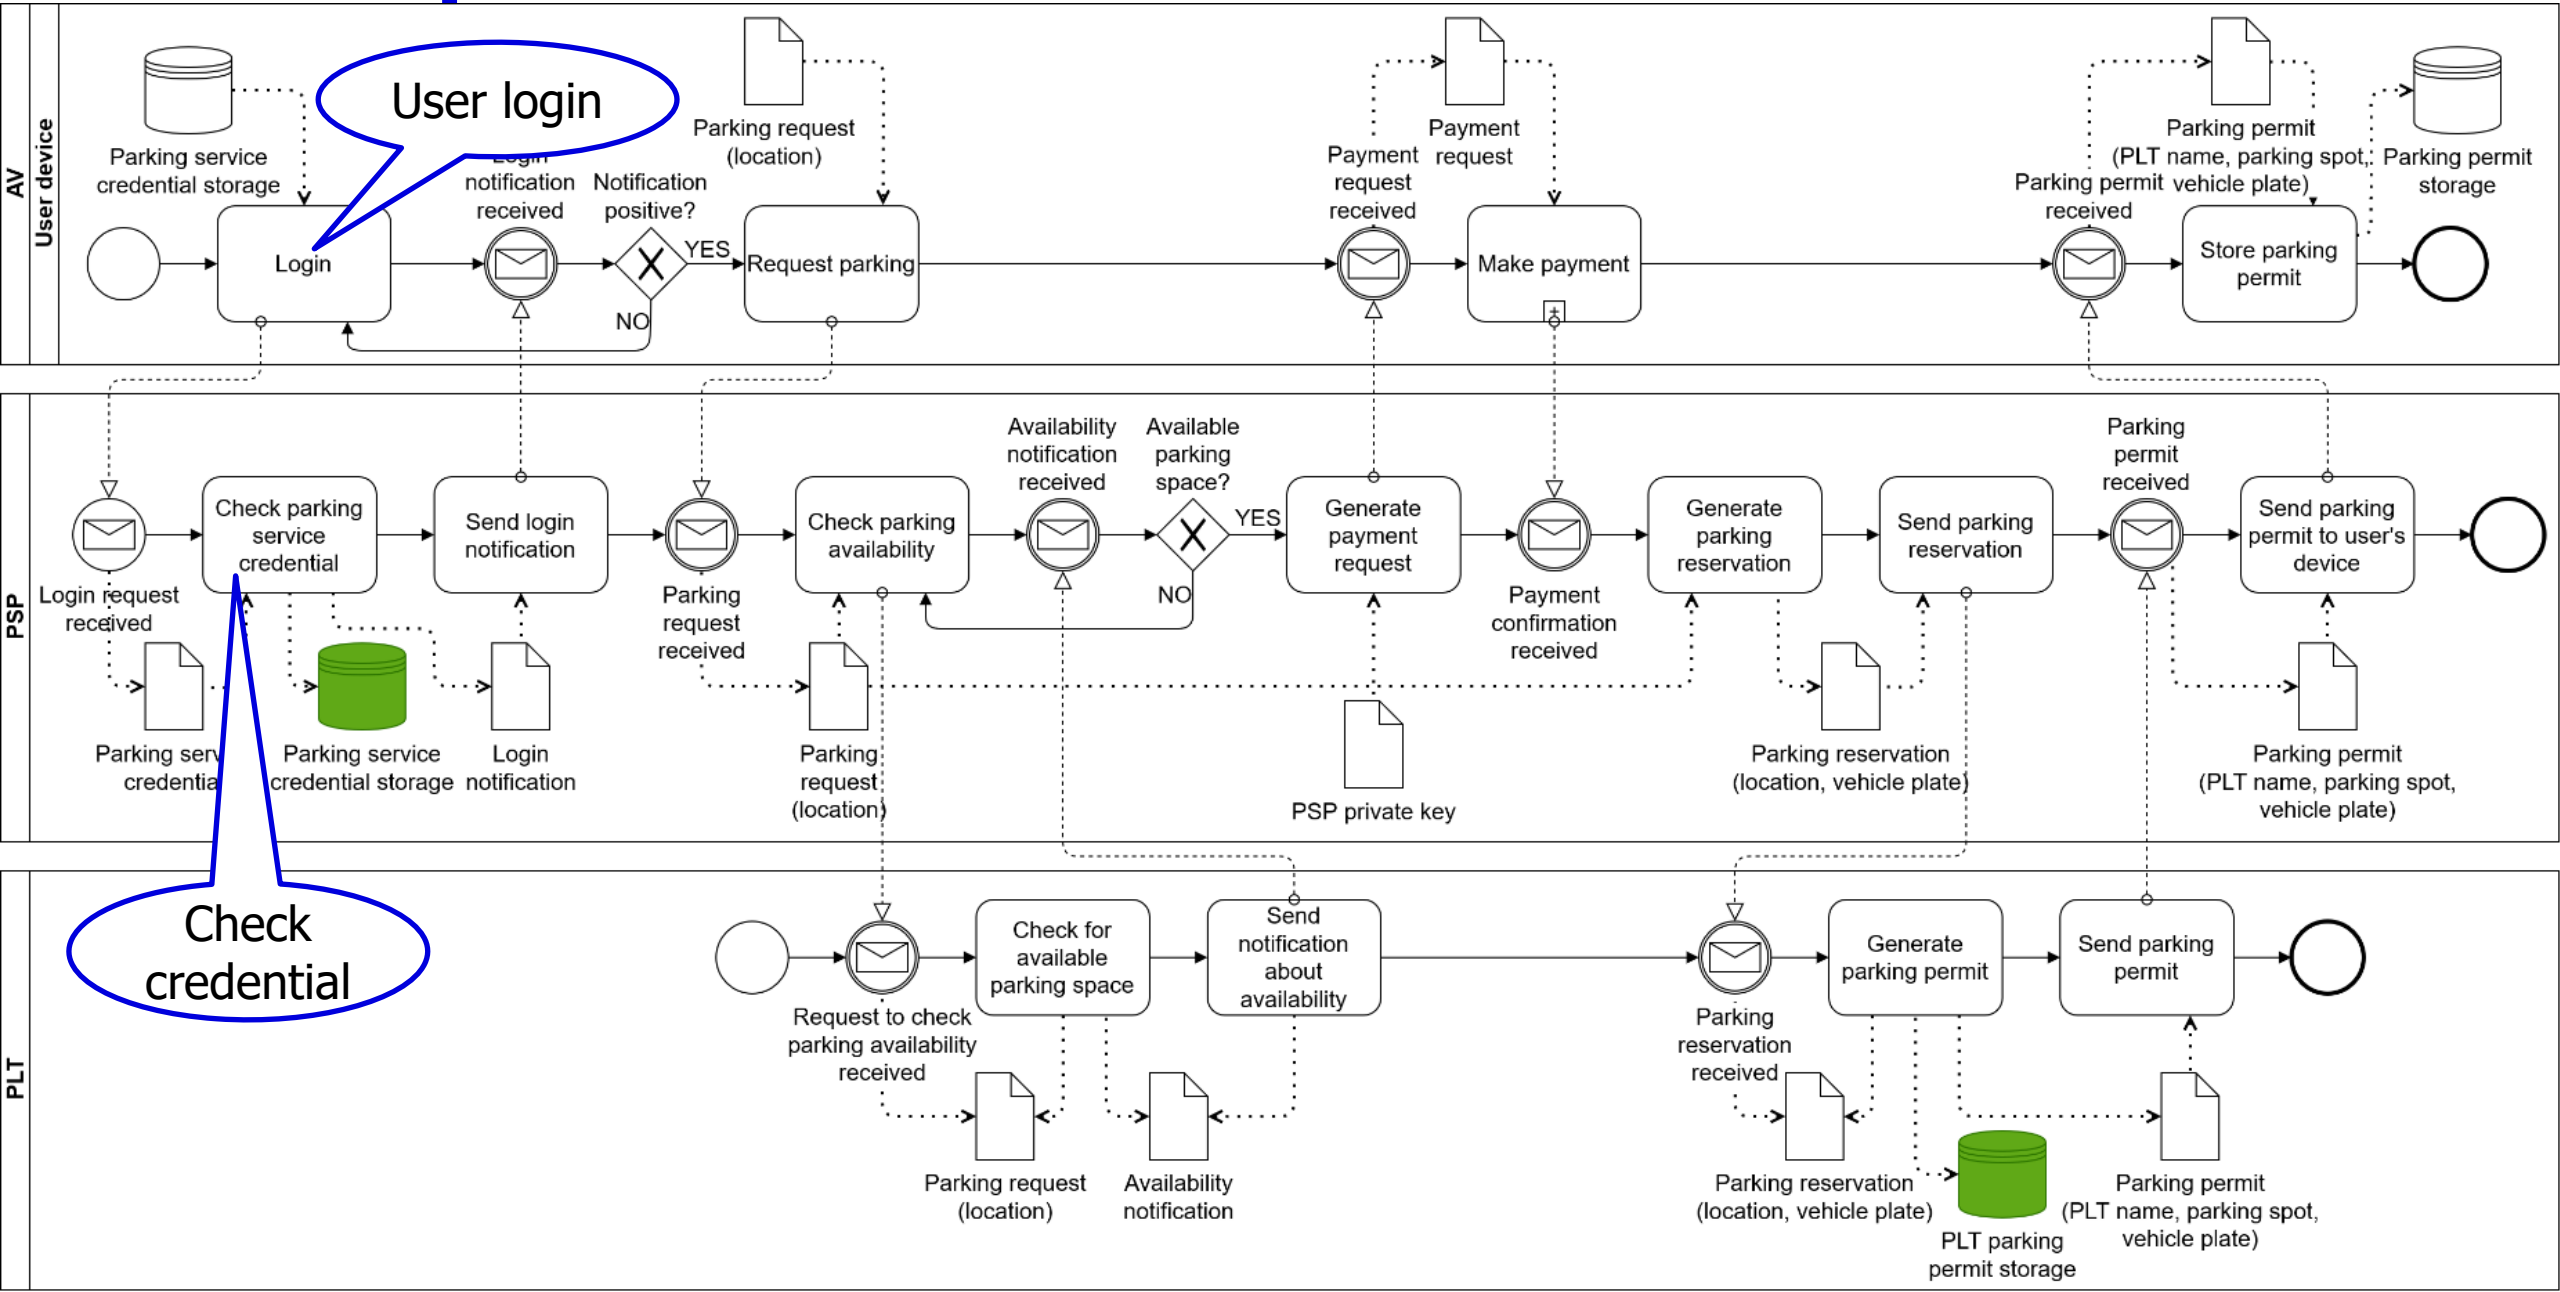 AV
User device
Parking service
credential storage
User login
Login
notification
received
Notification
positive?
Parking request
(location)
Login
YES
NO
Request parking
Payment
request
received
Payment
request
Make payment
Parking permit
(PLT name, parking spot,
vehicle plate)
Parking permit
received
Parking permit
storage
Store parking
permit
PSP
Login request
received
Check parking
service
credential
Send login
notification
Parking
request
received
Check parking
availability
Availability
notification
received
Available
parking
space?
YES
NO
Generate
payment
request
Payment
confirmation
received
Generate
parking
reservation
Send parking
reservation
Parking
permit
received
Send parking
permit to user's
device
Parking serv
credentia
Parking service
credential storage
Login
notification
Parking
request
(location)
PSP private key
Parking reservation
(location, vehicle plate)
Parking permit
(PLT name, parking spot,
vehicle plate)
Check
credential
PLT
Request to check
parking availability
received
Check for
available
parking space
Send
notification
about
availability
Parking
reservation
received
Generate
parking permit
Send parking
permit
Parking request
(location)
Availability
notification
Parking reservation
(location, vehicle plate)
PLT parking
permit storage
Parking permit
(PLT name, parking spot,
vehicle plate)